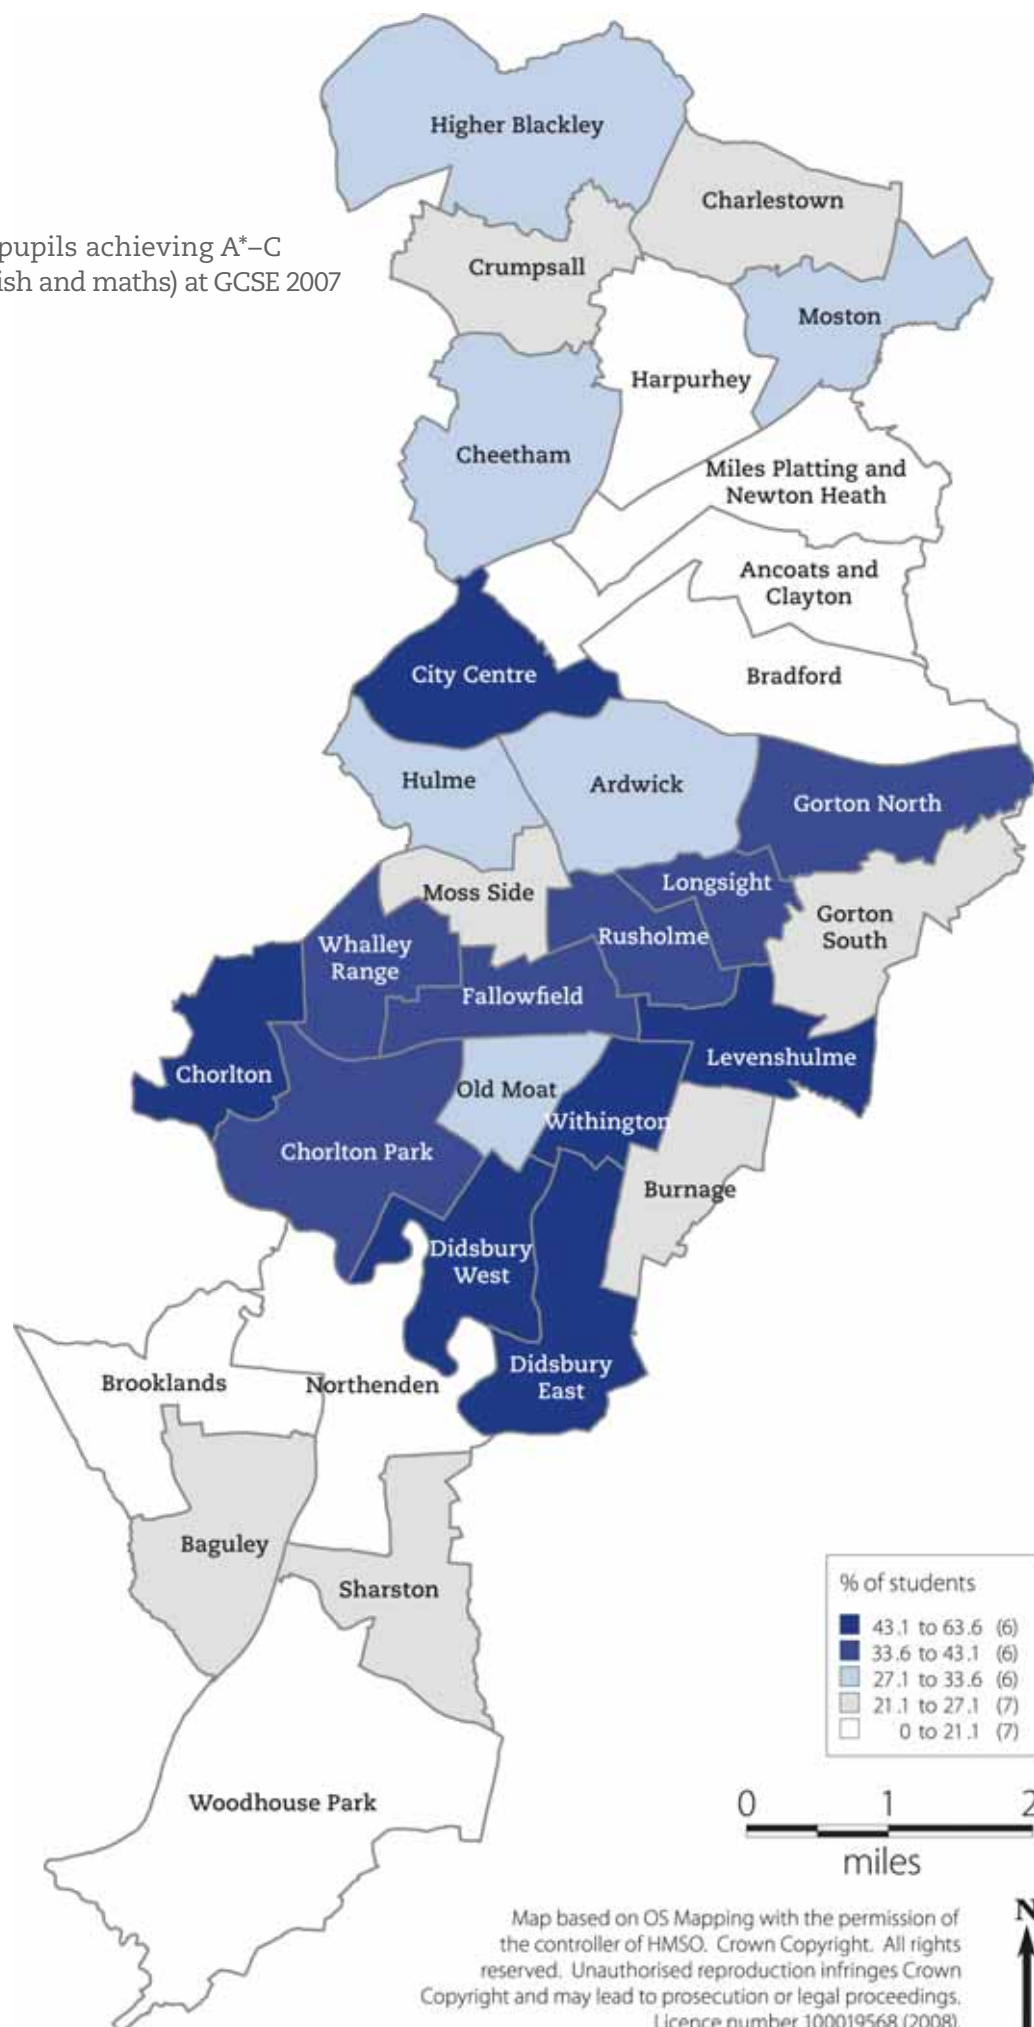 Higher Blackley
Charlestown
pupils achieving A*–C
ish and maths) at GCSE 2007
Crumpsall
Moston
Harpurhey
Cheetham
Miles Platting and
Newton Heath
Ancoats and
Clayton
City Centre
Bradford
Hulme
Ardwick
Gorton North
Longsight
Moss Side
Gorton
South
Whalley
Range
Rusholme
Fallowfield
Levenshulme
Chorlton
Old Moat
Withington
Chorlton Park
Burnage
Didsbury
West
Didsbury
East
Brooklands
Northenden
Baguley
Sharston
% of students
43.1 to 63.6 (6)
33.6 to 43.1 (6)
27.1 to 33.6 (6)
21.1 to 27.1 (7)
0 to 21.1 (7)
Woodhouse Park
0 1 2
miles
N
Map based on OS Mapping with the permission of
the controller of HMSO. Crown Copyright. All rights
reserved. Unauthorised reproduction infringes Crown
Copyright and may lead to prosecution or legal proceedings.
Licence number 100019568 (2008).